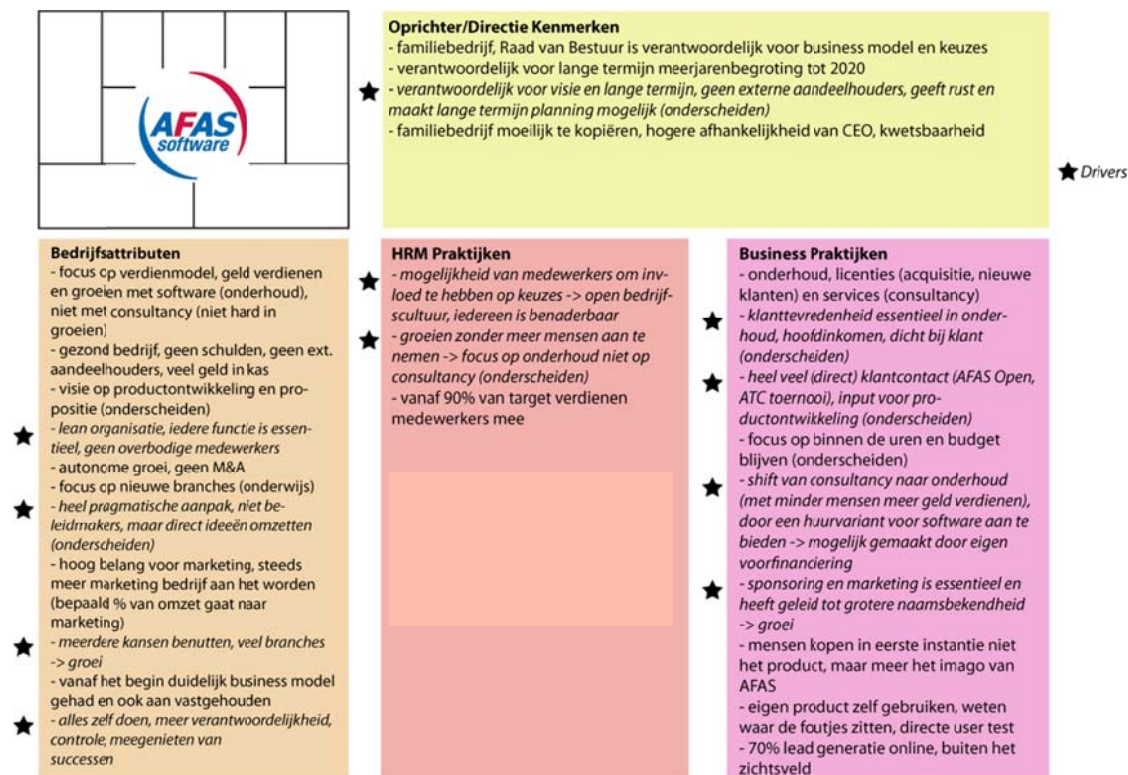 AFAS
software
Oprichter/Directie Kenmerken
- familiebedrijf, Raad van Bestuur is verantwoordelijk voor business model en keuzes
- verantwoordelijk voor lange termijn meerjarenbegroting tot 2020
- verantwoordelijk voor visie en lange termijn, geen externe aandeelhouders, geeft rust en
maakt lange termijn planning mogelijk (onderscheiden)
- familiebedrijf moeilijk te kopiëren, hogere afhankelijkheid van CEO, kwetsbaarheid
Drivers
Bedrijfsattributen
- focus op verdienmodel, geld verdienen
en groeien met software (onderhoud),
niet met consultancy (niet hard in
groeien)
- gezond bedrijf, geen schulden, geen ext.
aandeelhouders, veel geld in kas
- visie op productontwikkeling en pro-
positie (onderscheiden)
- lean organisatie, iedere functie is essen-
tieel, geen overbodige medewerkers
- autonome groei, geen M&A
- focus op nieuwe branches (onderwijs)
- heel pragmatische aanpak, niet be-
leidmakers, maar direct ideeën omzetten
(onderscheiden)
- hoog belang voor marketing, steeds
meer marketing bedrijf aan het worden
(bepaald % van omzet gaat naar
marketing)
- meerdere kansen benutten, veel branches
-> groei
- vanaf het begin duidelijk business model
gehad en ook aan vastgehouden
- alles zelf doen, meer verantwoordelijkheid,
controle, meegenieten van
successen
HRM Praktijken
- mogelijkheid van medewerkers om inv-
loed te hebben op keuzes -> open bedrijf-
scultuur, iedereen is benaderbaar
- groeien zonder meer mensen aan te
nemen -> focus op onderhoud niet op
consultancy (onderscheiden)
- vanaf 90% van target verdienen
medewerkers mee
Business Praktijken
- onderhoud, licenties (acquisitie, nieuwe
klanten) en services (consultancy)
- klanttevredenheid essentieel in onder-
houd, hoofdinkomen, dicht bij klant
(onderscheiden)
- heel veel (direct) klantcontact (AFAS Open,
ATC toernooi), input voor pro-
ductontwikkeling (onderscheiden)
- focus op binnen de uren en budget
blijven (onderscheiden)
- shift van consultancy naar onderhoud
(met minder mensen meer geld verdienen),
door een huurvariant voor software aan te
bieden -> mogelijk gemaakt door eigen
voorfinanciering
- sponsoring en marketing is essentieel en
heeft geleid tot grotere naamsbekendheid
-> groei
- mensen kopen in eerste instantie niet
het product, maar meer het imago van
AFAS
- eigen product zelf gebruiken, weten
waar de foutjes zitten, directe user test
- 70% lead generatie online, buiten het
zichtsveld